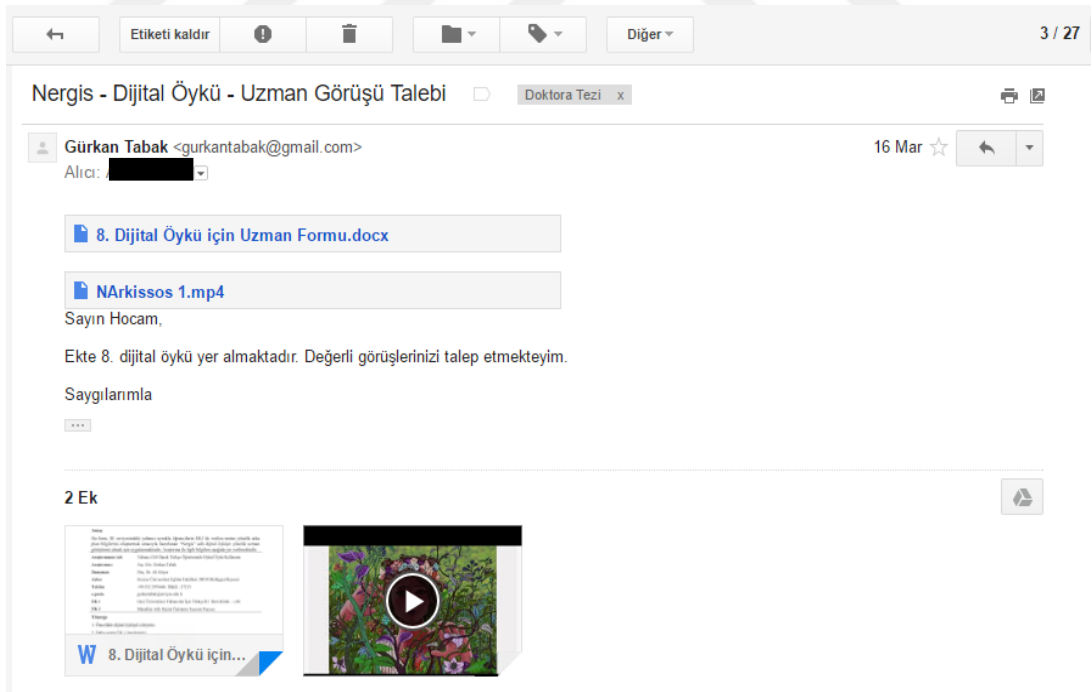 Etiketi kaldır
Diğer
3 / 27
Nergis - Dijital Öykü - Uzman Görüşü Talebi
Doktora Tezi x
Gürkan Tabak <gurkantabak@gmail.com>
16 Mar
Alıcı:
8. Dijital Öykü için Uzman Formu.docx
NArkissos 1.mp4
Sayın Hocam,
Ekte 8. dijital öykü yer almaktadır. Değerli görüşlerinizi talep etmekteyim.
Saygılarımla
2 Ek
W 8. Dijital Öykü için...